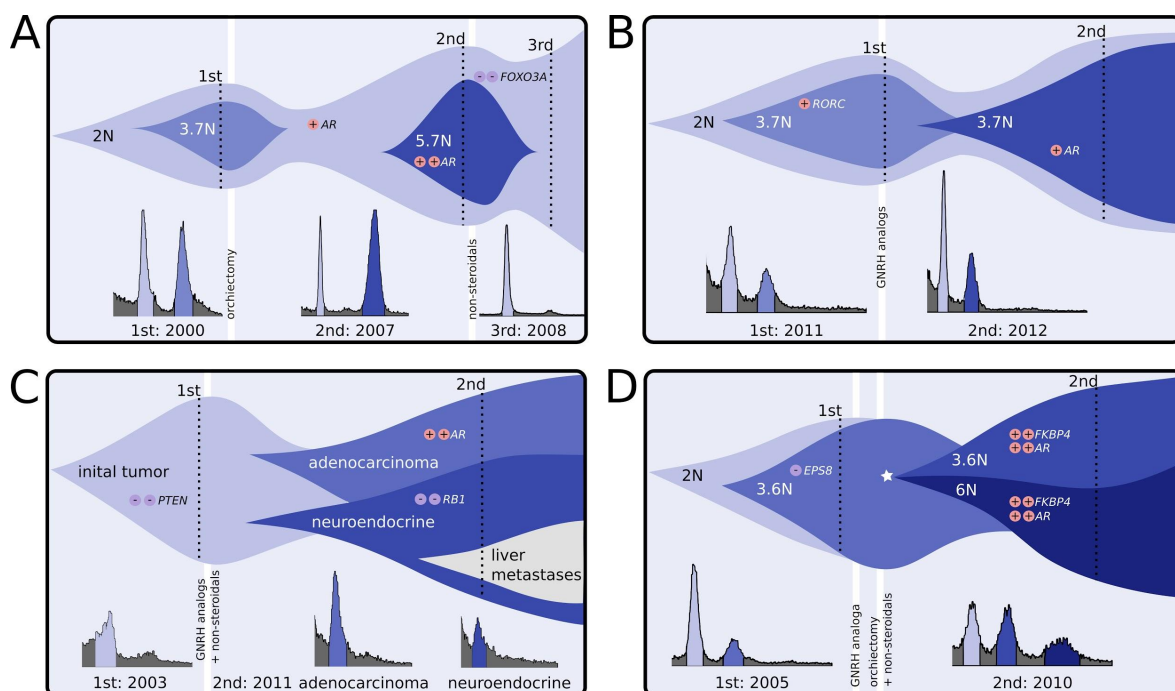 A
2N
1st
3.7N
+ AR
2nd
- - FOXO3A
3rd
5.7N
+ + AR
orchiectomy
non-steroidals
1st: 2000
2nd: 2007
3rd: 2008
B
2N
+ RORC
3.7N
1st
3.7N
2nd
+ AR
GNRH analogs
1st: 2011
2nd: 2012
C
1st
inital tumor
- - PTEN
2nd
+ + AR
adenocarcinoma
- - RB1
neuroendocrine
liver
metastases
GNRH analogs
+ non-steroidals
1st: 2003
2nd: 2011
adenocarcinoma
neuroendocrine
D
2N
1st
- EPS8
3.6N
2nd
+ + FKBP4
+ + AR
3.6N
6N
+ + FKBP4
+ + AR
GNRH analoga
orchiectomy
+ non-steroidals
1st: 2005
2nd: 2010